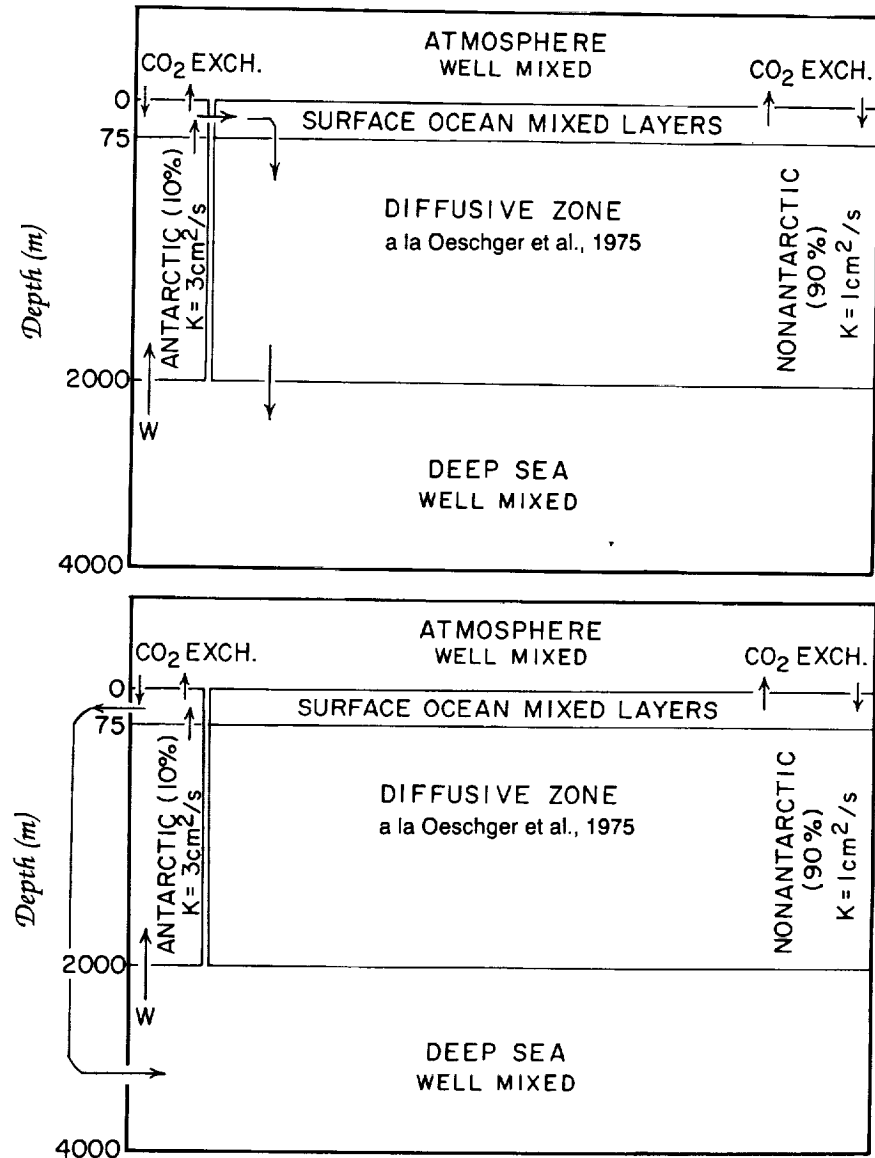 ATMOSPHERE
WELL MIXED
CO2 EXCH.
CO2 EXCH.
0
SURFACE OCEAN MIXED LAYERS
75
ANTARCTIC (10%)
K = 3cm2/s
DIFFUSIVE ZONE
a la Oeschger et al., 1975
NONANTARCTIC
(90%)
K = 1cm2/s
Depth (m)
2000
W
DEEP SEA
WELL MIXED
4000
ATMOSPHERE
WELL MIXED
CO2 EXCH.
CO2 EXCH.
0
SURFACE OCEAN MIXED LAYERS
75
ANTARCTIC (10%)
K = 3cm2/s
DIFFUSIVE ZONE
a la Oeschger et al., 1975
NONANTARCTIC
(90%)
K = 1cm2/s
Depth (m)
2000
W
DEEP SEA
WELL MIXED
4000